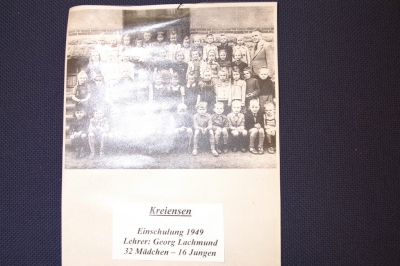 Kreiensen
Einschulung 1949
Lehrer: Georg Lachmund
32 Mädchen – 16 Jungen